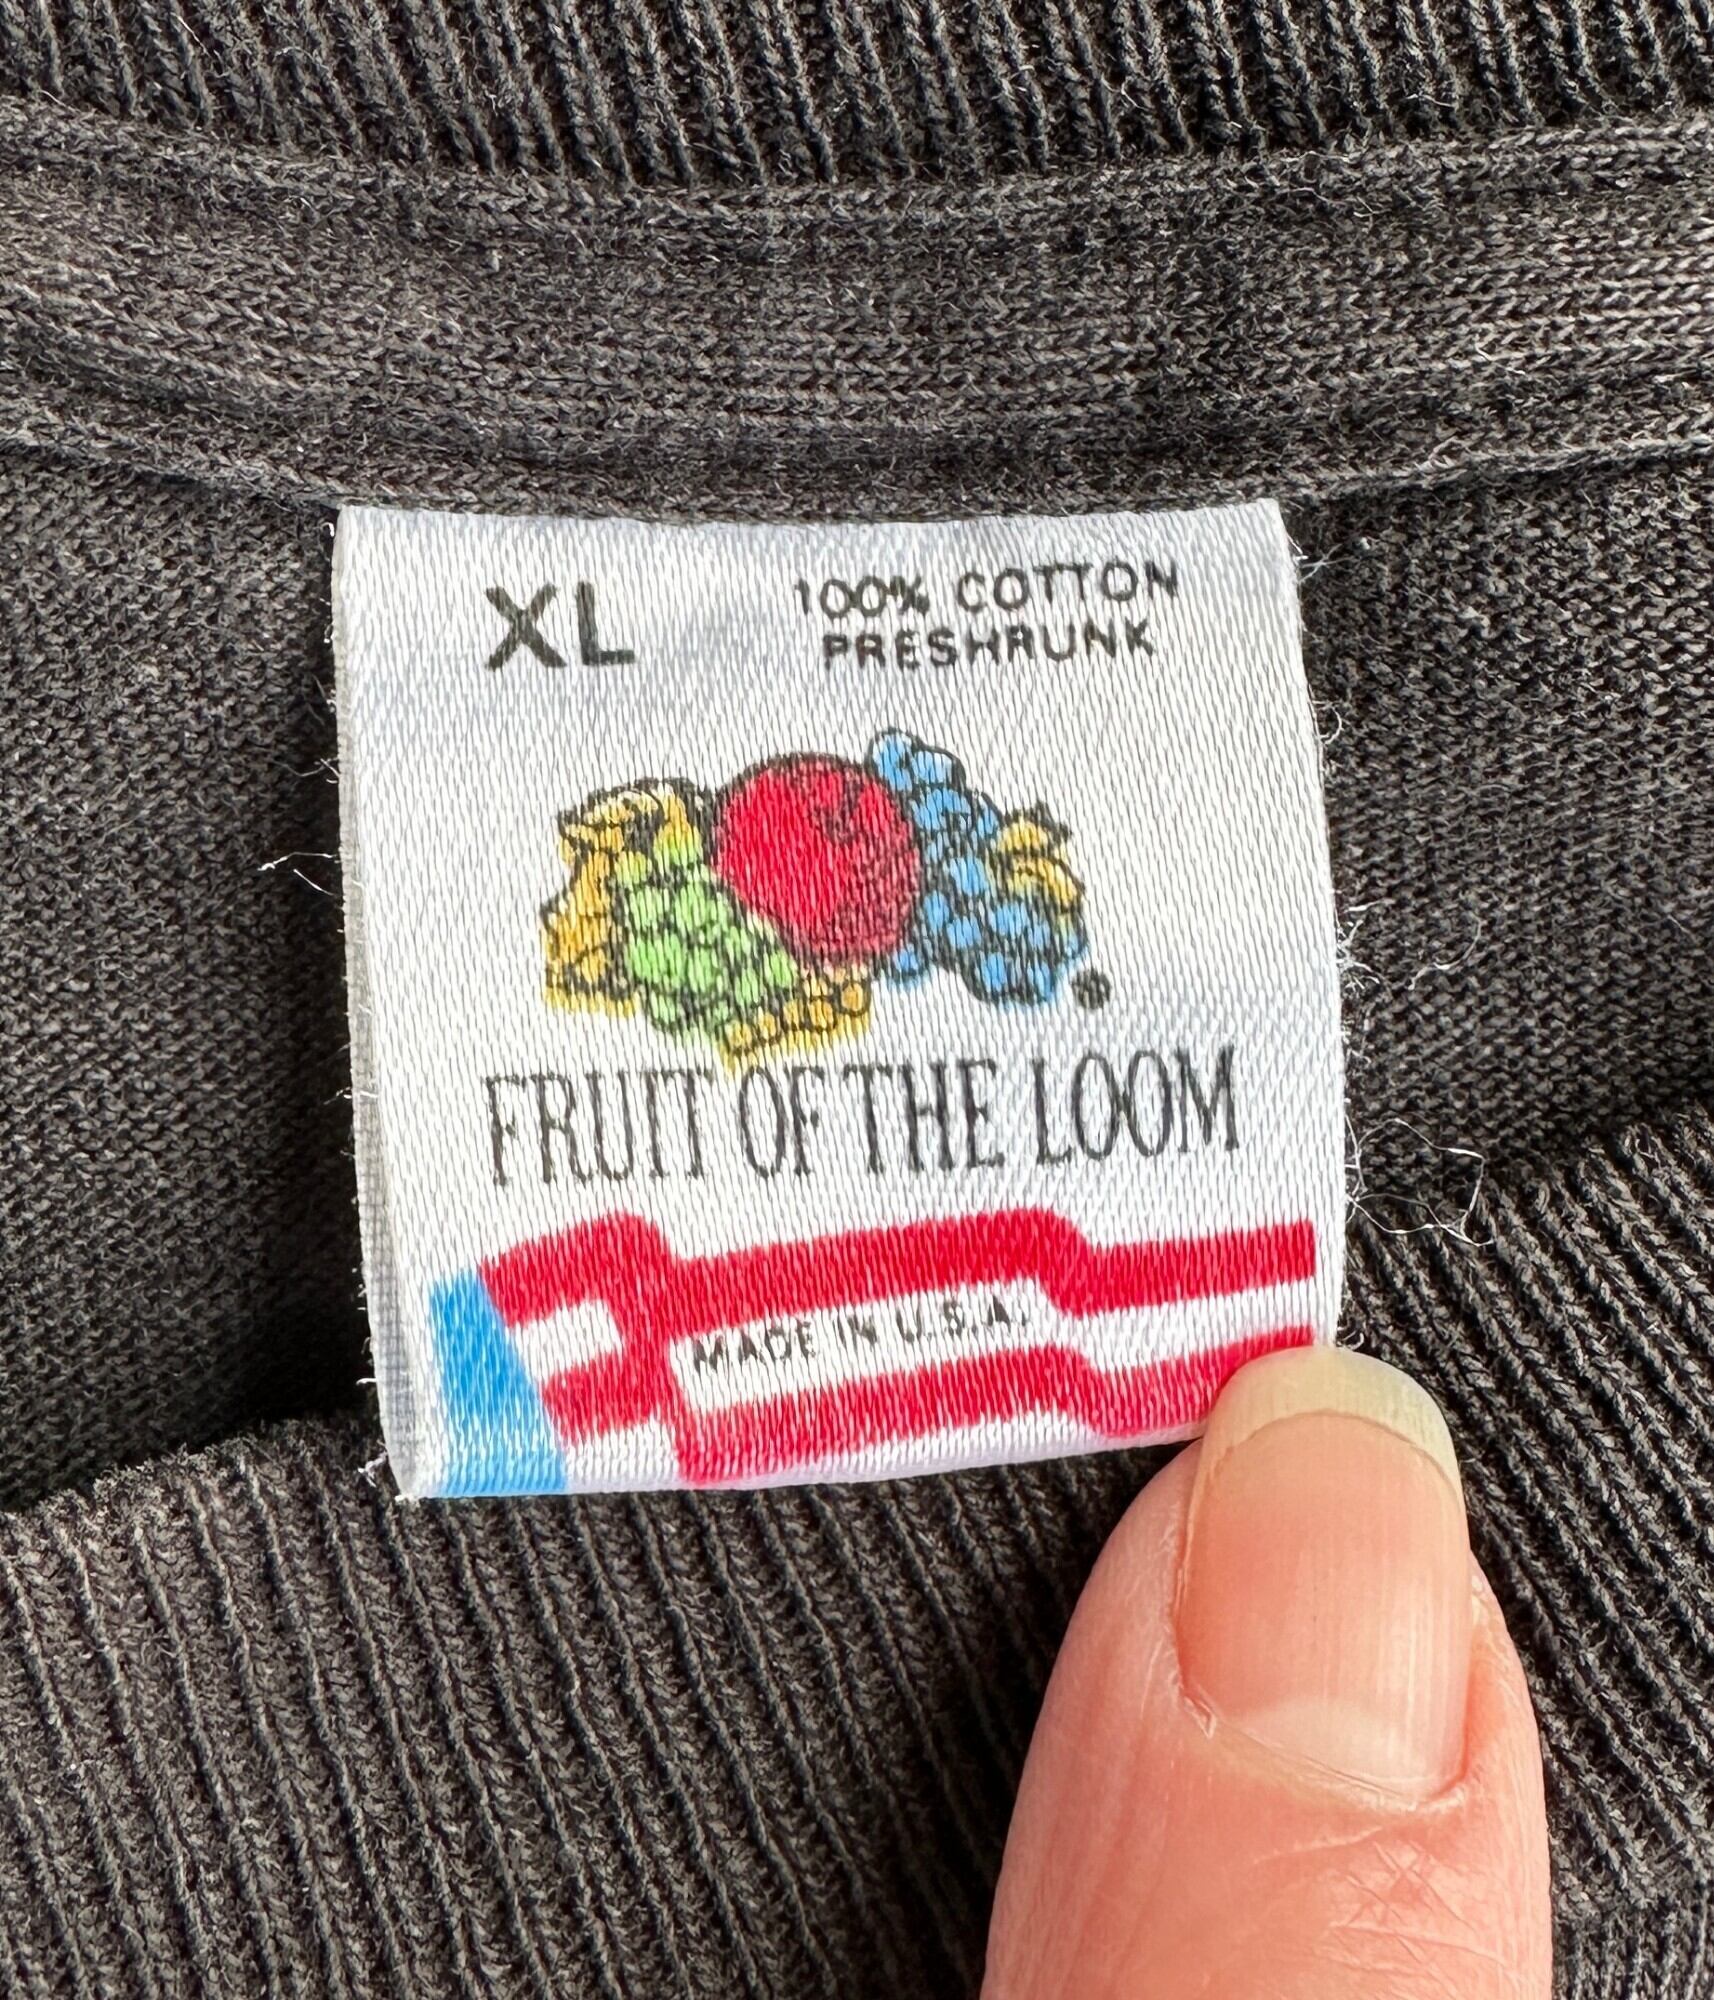 XL
100% COTTON
PRESHRUNK
®
FRUIT OF THE LOOM
MADE IN U.S.A.